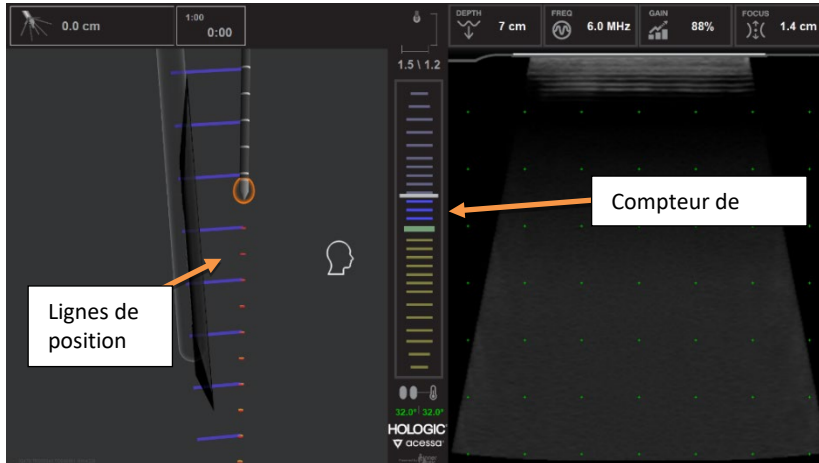 0.0 cm
1:00
0:00
1.5 \ 1.2
DEPTH
7 cm
FREQ
6.0 MHz
GAIN
88%
FOCUS
1.4 cm
Compteur de
Lignes de
position
32.0° 32.0°
HOLOGIC
acessa